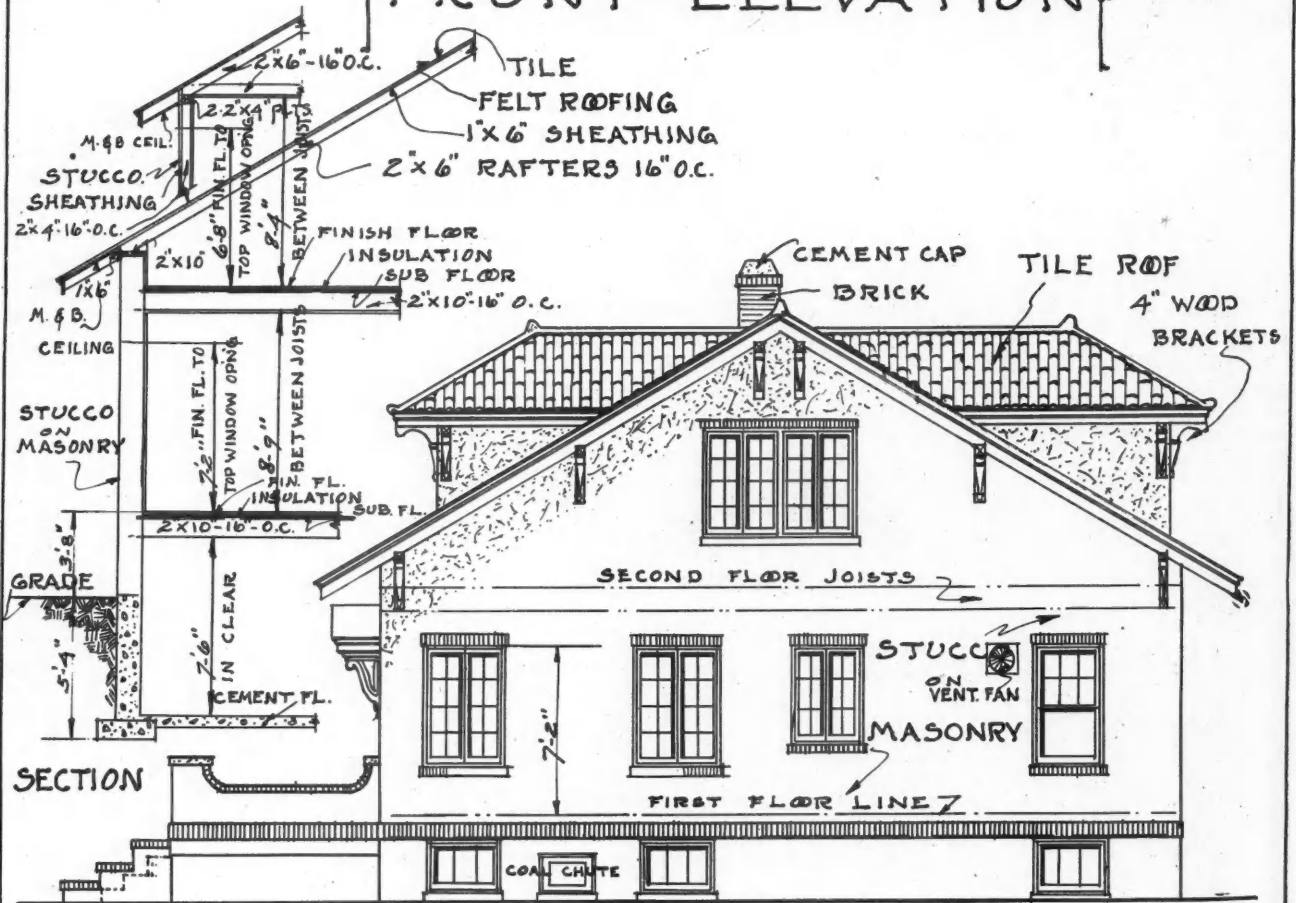 FRONT ELEVATION
2"x6"-16"O.C.
2-2"x4" PLTS.
M.&B CEIL.
STUCCO.
SHEATHING
2"x4"-16"-O.C.
6'-8" FIN. FL. TO
TOP WINDOW OPNG
8'-4"
BETWEEN JOISTS
TILE
FELT ROOFING
1"X6" SHEATHING
2"X6" RAFTERS 16"O.C.
2"X10"
1X6"
M.&B.
CEILING
FINISH FLOOR
INSULATION
SUB FLOOR
2"X10"-16" O.C.
STUCCO
ON
MASONRY
7'-2" FIN. FL. TO
TOP WINDOW OPNG
8'-9"
BETWEEN JOISTS
FIN. FL.
INSULATION
SUB. FL.
2X10-16"-O.C.
3'-8"
GRADE
5'-4"
7'-6"
IN CLEAR
CEMENT FL.
SECTION
CEMENT CAP
BRICK
TILE ROOF
4" WOOD
BRACKETS
SECOND FLOOR JOISTS
STUCCO
ON
VENT. FAN
MASONRY
7'-2"
FIRST FLOOR LINE
COAL CHUTE